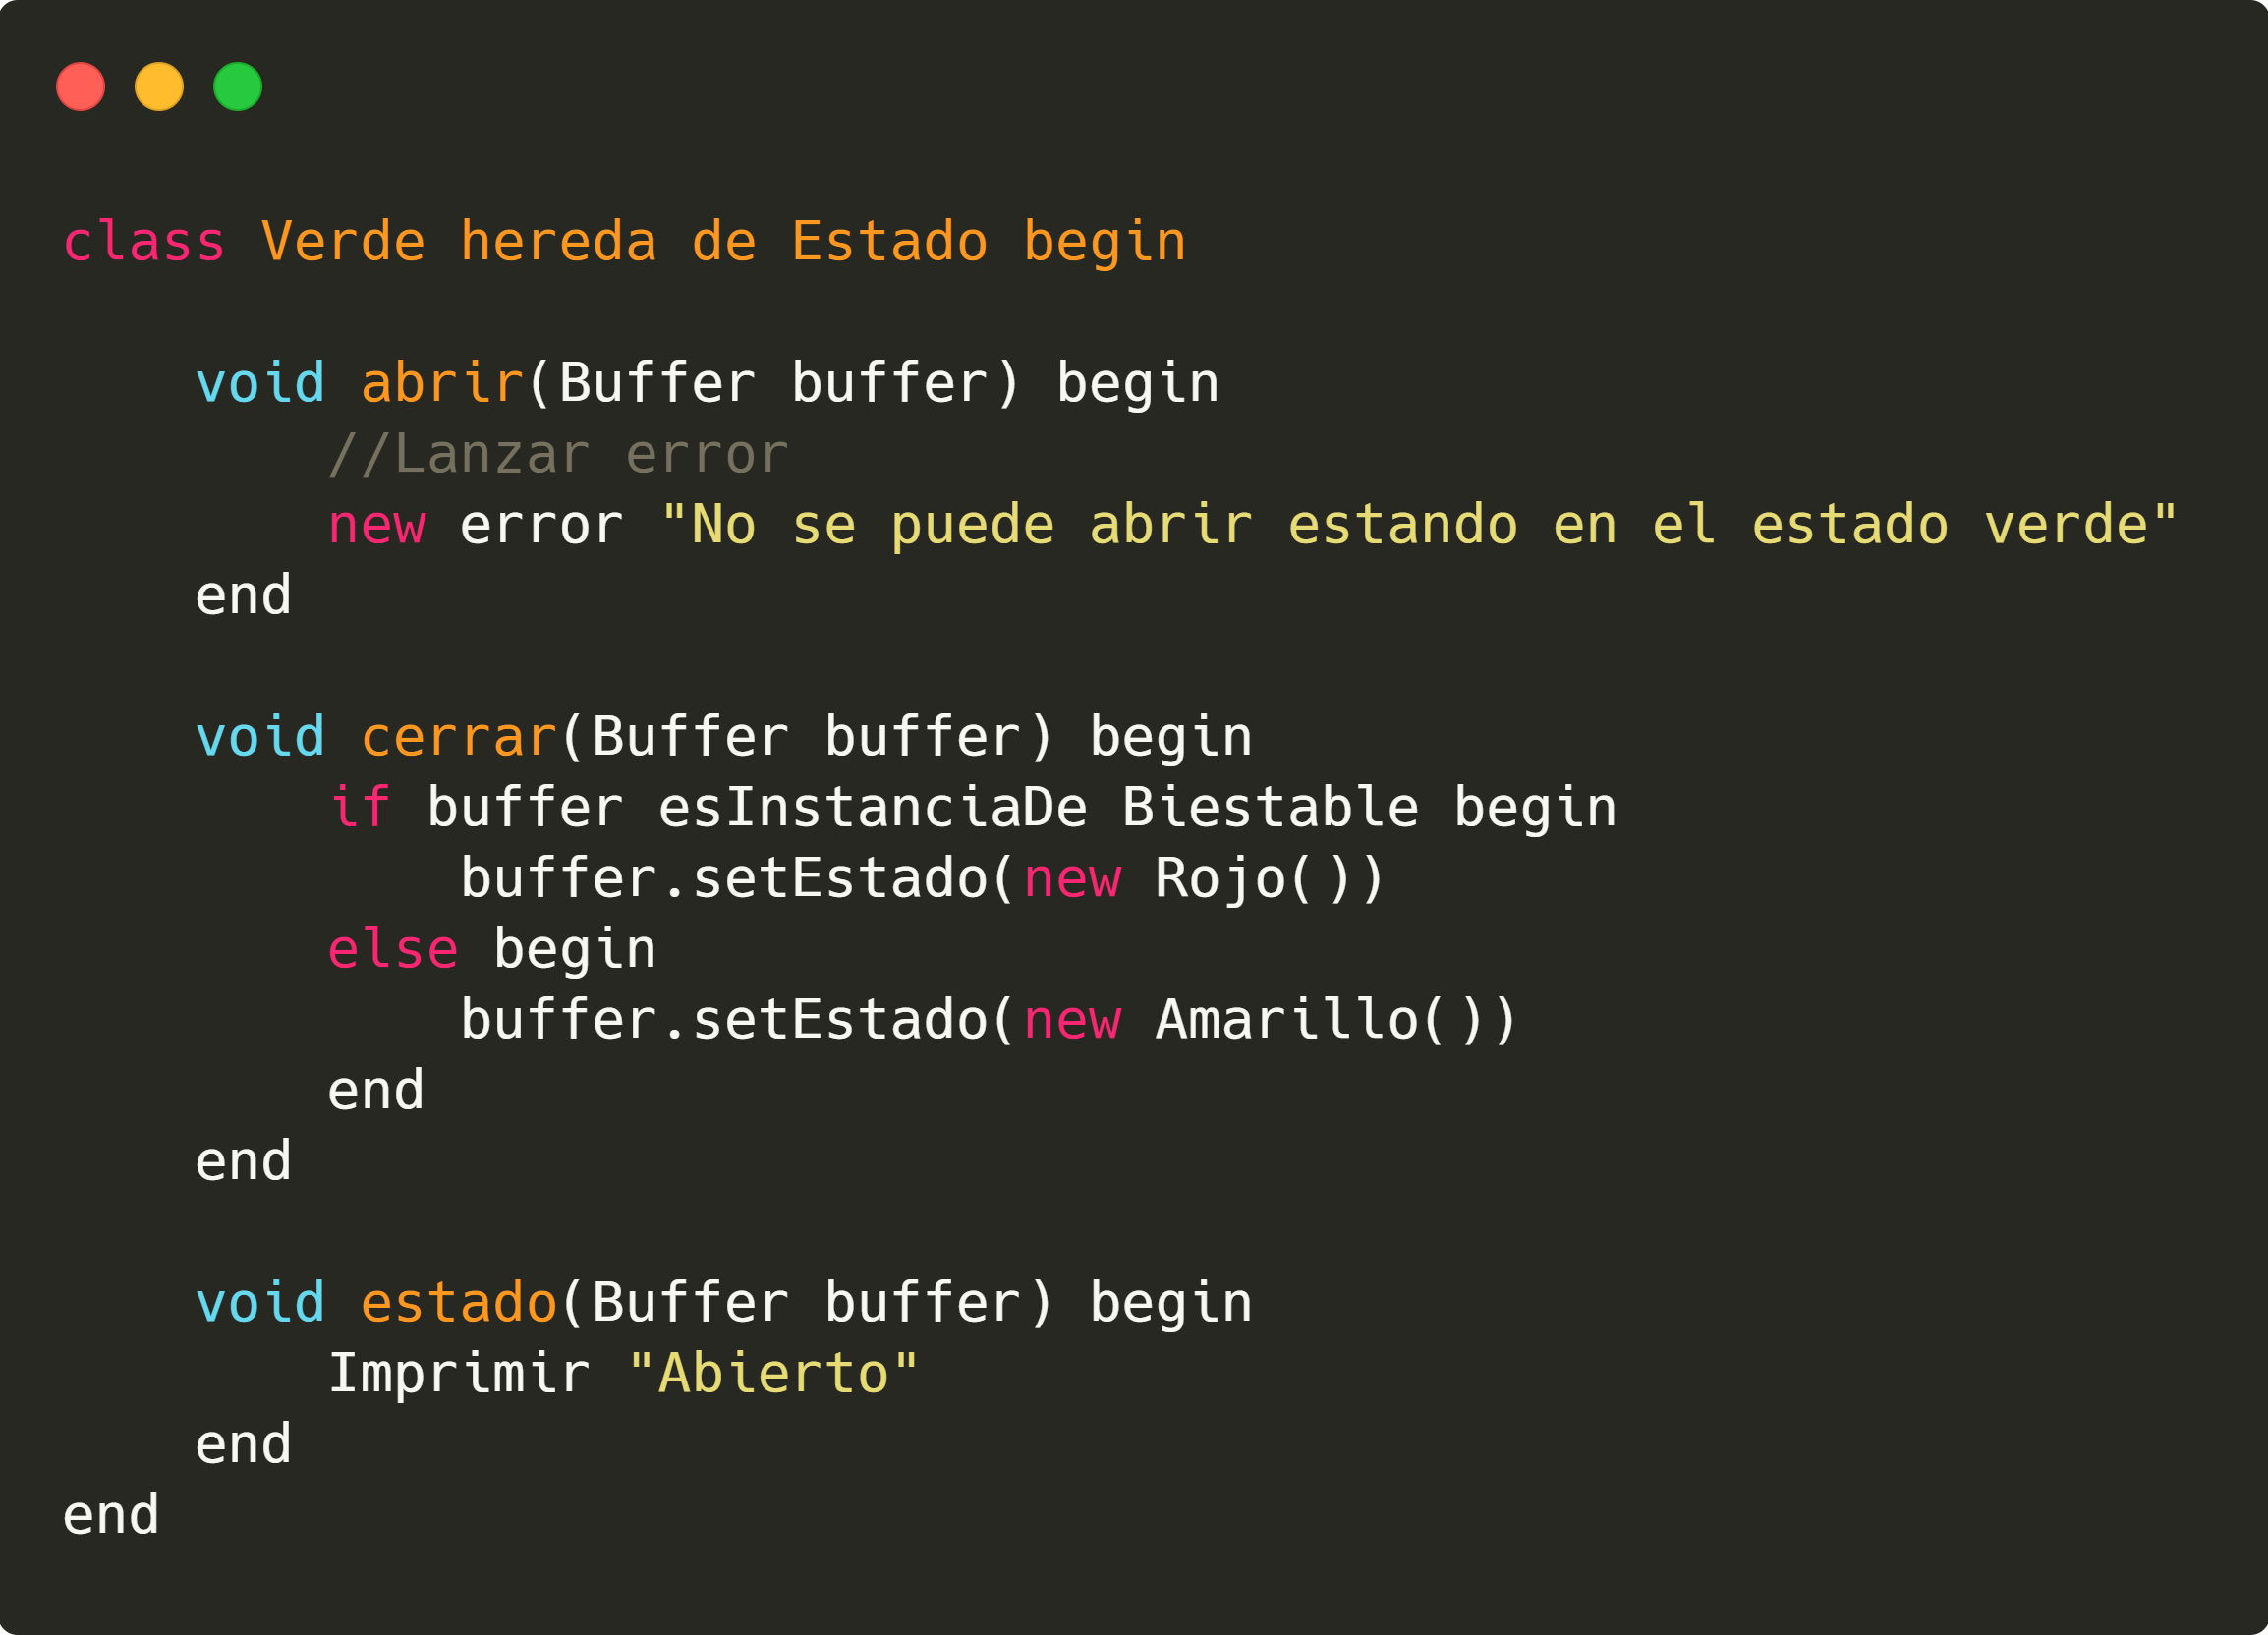 class Verde hereda de Estado begin
void abrir(Buffer buffer) begin
//Lanzar error
new error "No se puede abrir estando en el estado verde"
end
void cerrar(Buffer buffer) begin
if buffer esInstanciaDe Biestable begin
buffer.setEstado(new Rojo())
else begin
buffer.setEstado(new Amarillo())
end
end
void estado(Buffer buffer) begin
Imprimir "Abierto"
end
end